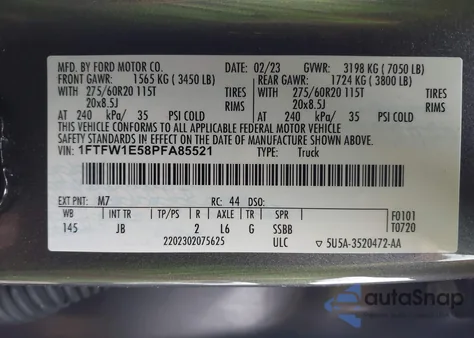 MFD. BY FORD MOTOR CO. DATE: 02/23 GVWR: 3198 KG (7050 LB)
FRONT GAWR: 1565 KG (3450 LB) REAR GAWR: 1724 KG (3800 LB)
WITH 275/60R20 115T TIRES WITH 275/60R20 115T TIRES
20x8.5J RIMS 20x8.5J RIMS
AT 240 kPa/ 35 PSI COLD AT 240 kPa/ 35 PSI COLD
THIS VEHICLE CONFORMS TO ALL APPLICABLE FEDERAL MOTOR VEHICLE
SAFETY STANDARDS IN EFFECT ON THE DATE OF MANUFACTURE SHOWN ABOVE.
VIN: 1FTFW1E58PFA85521 TYPE: Truck
EXT PNT: M7 RC: 44 DSO:
WB INT TR TP/PS R AXLE TR SPR F0101
145 JB 2 L6 G SSBB T0720
2202302075625 ULC 5U5A-3520472-AA
autoSnap